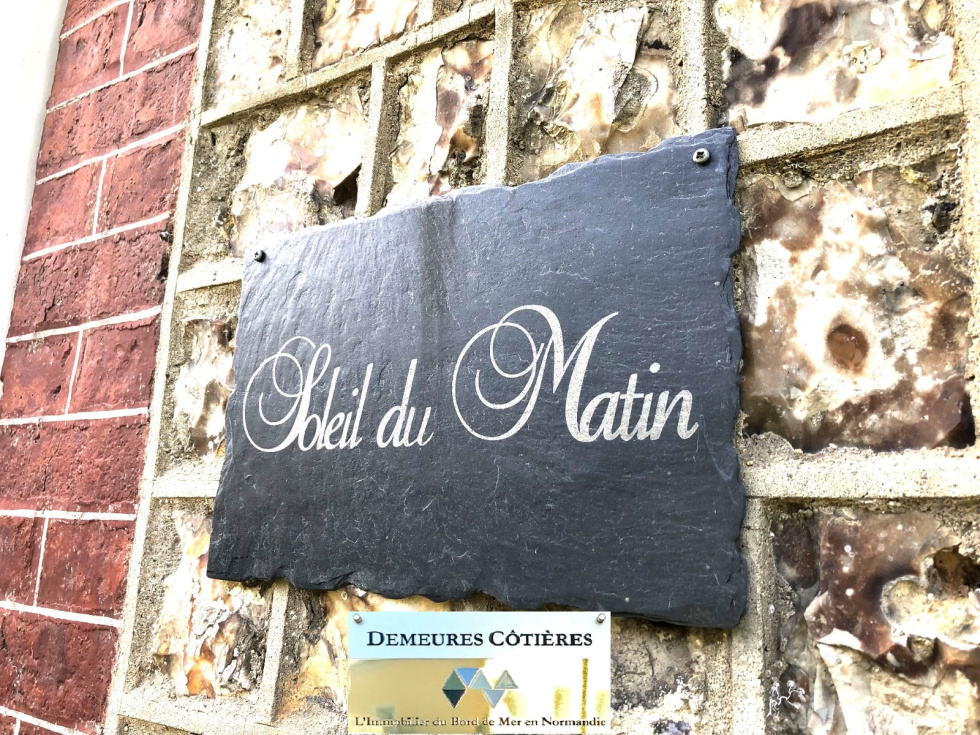 Soleil du Matin
DEMEURES CÔTIÈRES
L'Immobilier du Bord de Mer en Normandie